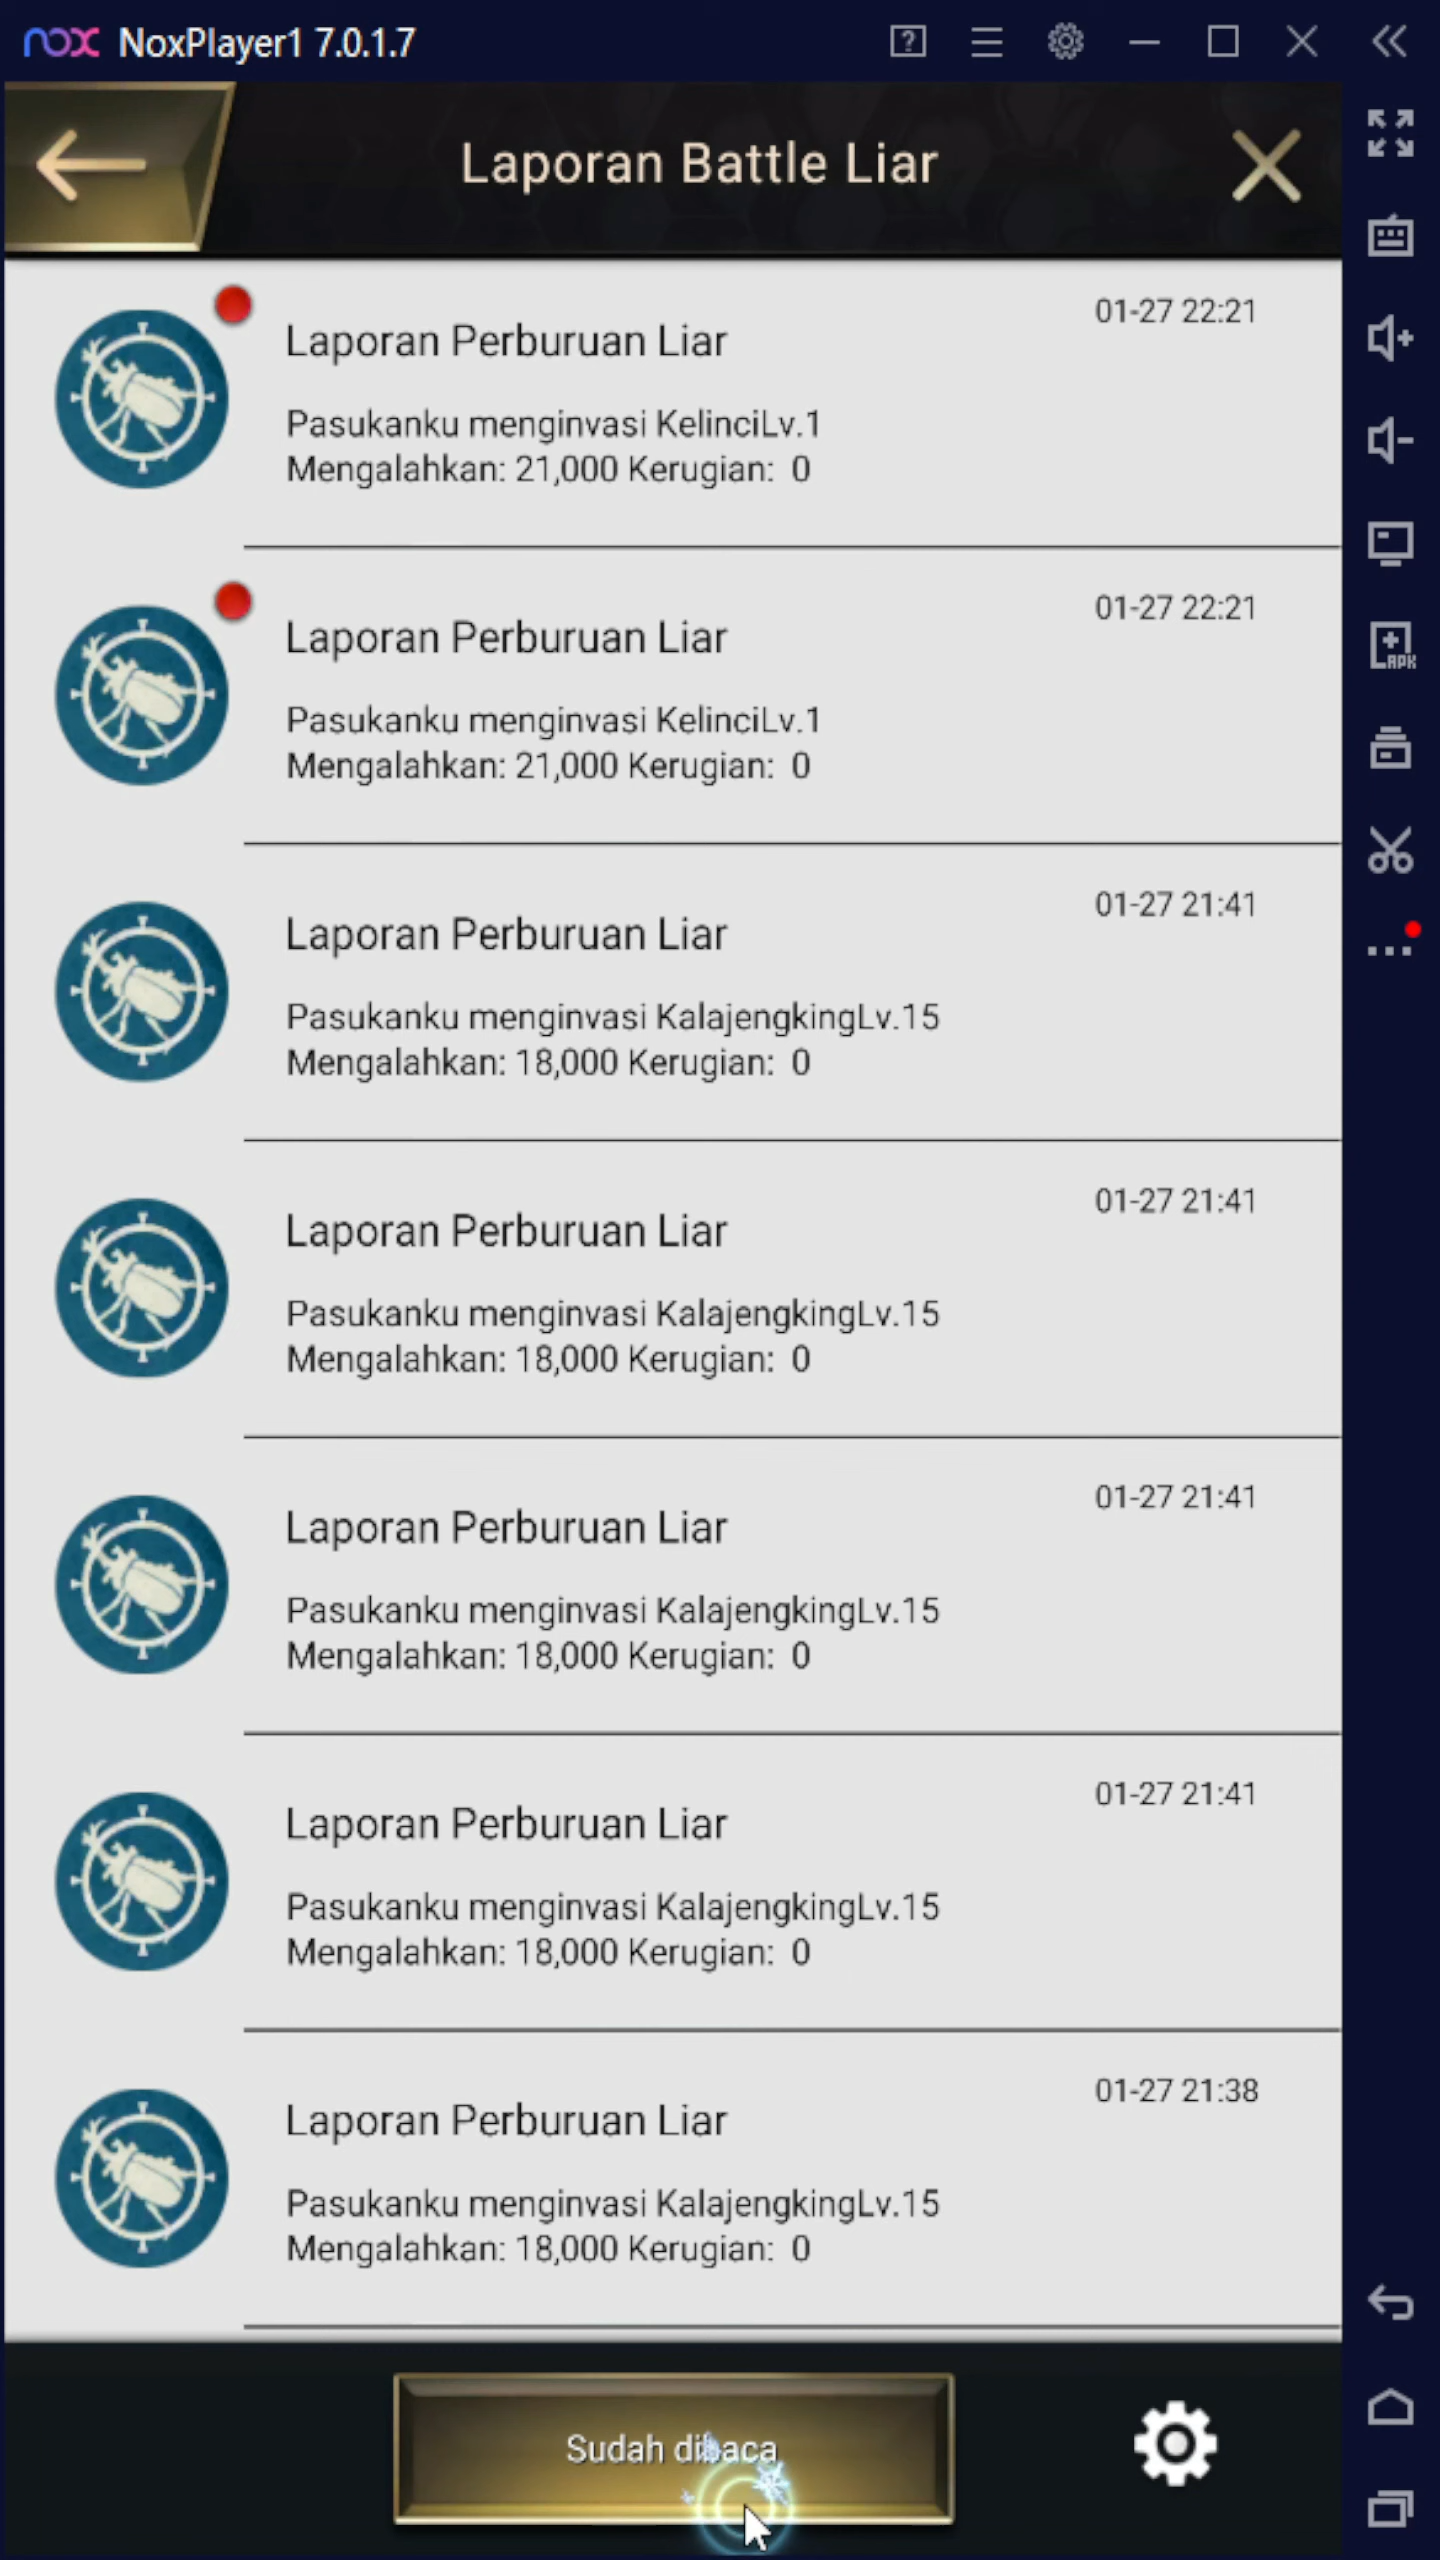 nox NoxPlayer1 7.0.1.7
Laporan Battle Liar
01-27 22:21
Laporan Perburuan Liar
Pasukanku menginvasi KelinciLv.1
Mengalahkan: 21,000 Kerugian: 0
01-27 22:21
Laporan Perburuan Liar
Pasukanku menginvasi KelinciLv.1
Mengalahkan: 21,000 Kerugian: 0
01-27 21:41
Laporan Perburuan Liar
Pasukanku menginvasi KalajengkingLv.15
Mengalahkan: 18,000 Kerugian: 0
01-27 21:41
Laporan Perburuan Liar
Pasukanku menginvasi KalajengkingLv.15
Mengalahkan: 18,000 Kerugian: 0
01-27 21:41
Laporan Perburuan Liar
Pasukanku menginvasi KalajengkingLv.15
Mengalahkan: 18,000 Kerugian: 0
01-27 21:41
Laporan Perburuan Liar
Pasukanku menginvasi KalajengkingLv.15
Mengalahkan: 18,000 Kerugian: 0
01-27 21:38
Laporan Perburuan Liar
Pasukanku menginvasi KalajengkingLv.15
Mengalahkan: 18,000 Kerugian: 0
Sudah dibaca
APK